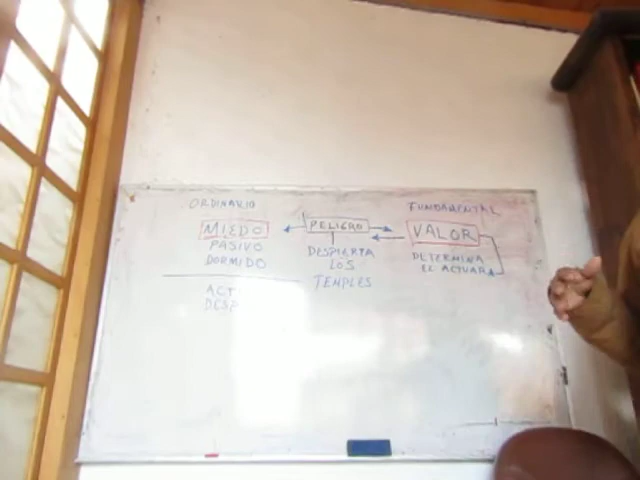 ORDINARIO
FUNDAMENTAL
MIEDO
PELIGRO
VALOR
PASIVO
DORMIDO
DESPIERTA
LOS
TEMPLES
DETERMINA
EL ACTUAR